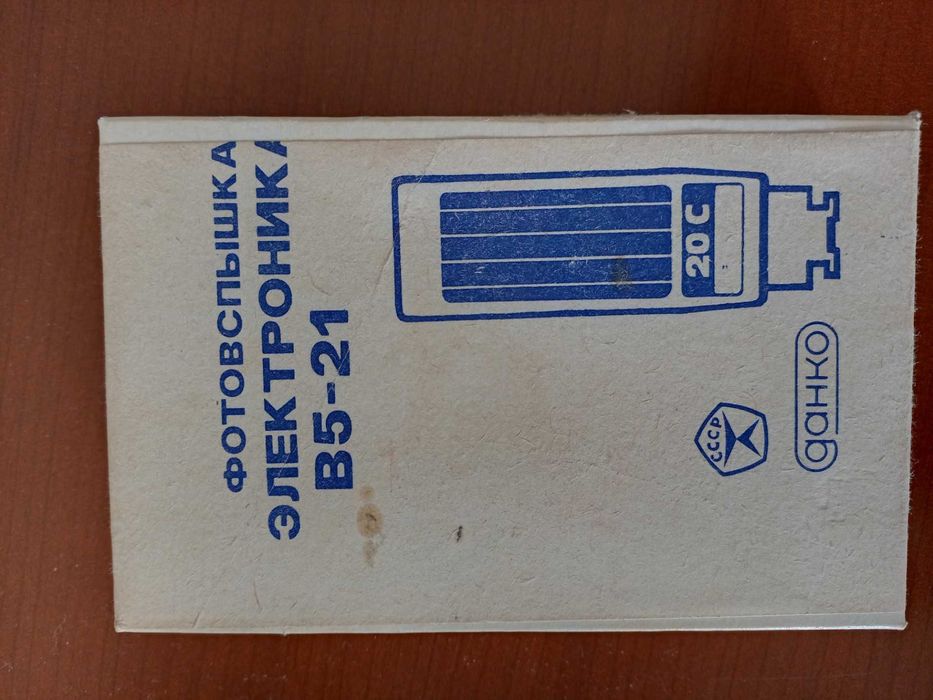 ФОТОВСПЫШКА
ЭЛЕКТРОНИКА
В5-21
20 С
СССР
данко